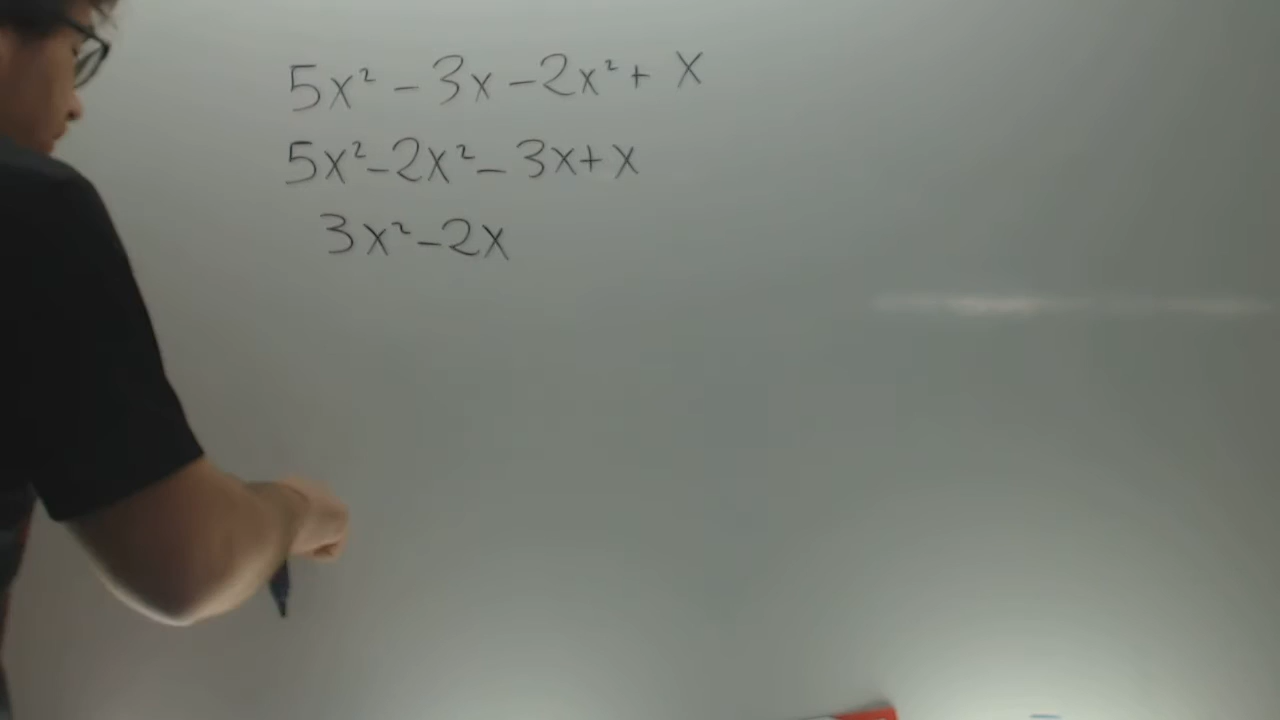 5x² - 3x - 2x² + x
5x² - 2x² - 3x + x
3x² - 2x